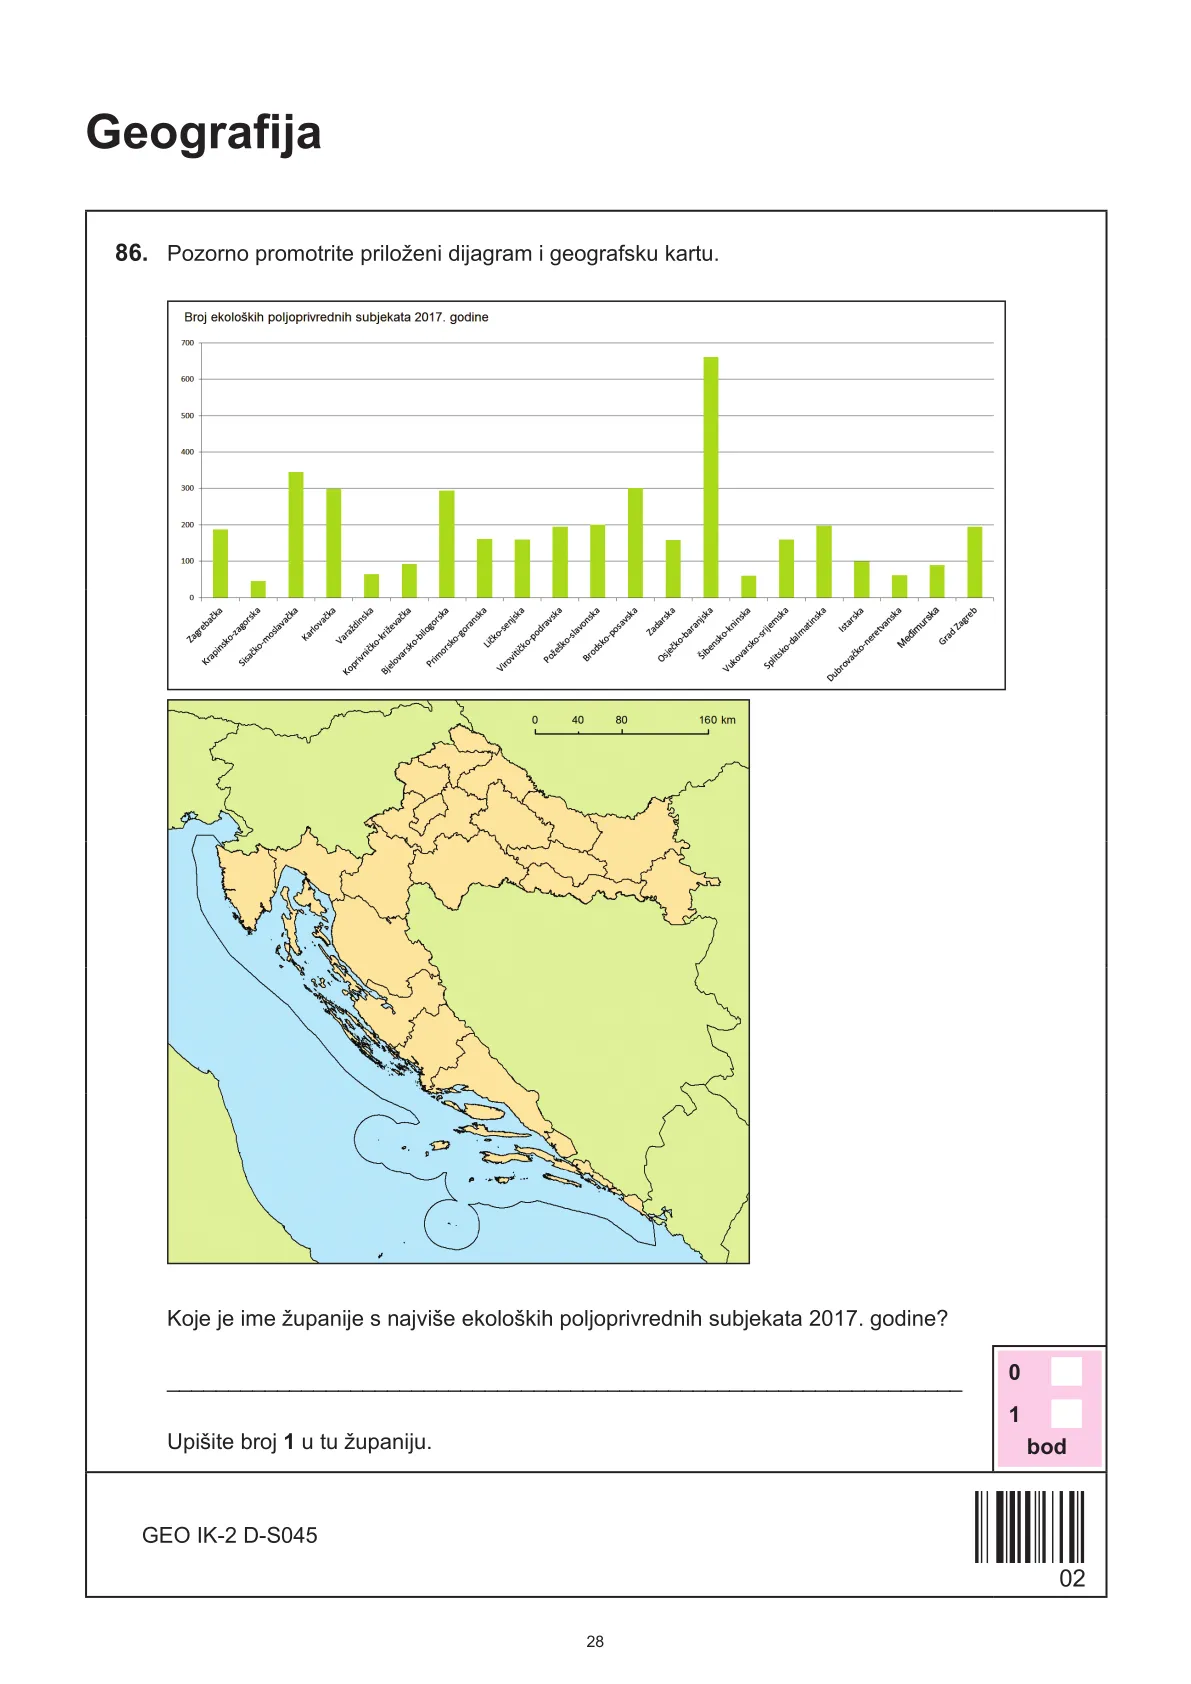 Geografija
86. Pozorno promotrite priloženi dijagram i geografsku kartu.
Broj ekoloških poljoprivrednih subjekata 2017. godine
700
600
500
400
300
200
100
0
Zagrebačka
Krapinsko-zagorska
Sisačko-moslavačka
Karlovačka
Varaždinska
Koprivničko-križevačka
Bjelovarsko-bilogorska
Primorsko-goranska
Ličko-senjska
Virovitičko-podravska
Požeško-slavonska
Brodsko-posavska
Zadarska
Osječko-baranjska
Šibensko-kninska
Vukovarsko-srijemska
Splitsko-dalmatinska
Istarska
Dubrovačko-neretvanska
Međimurska
Grad Zagreb
0 40 80 160 km
Koje je ime županije s najviše ekoloških poljoprivrednih subjekata 2017. godine?
Upišite broj 1 u tu županiju.
0
1
bod
GEO IK-2 D-S045
02
28